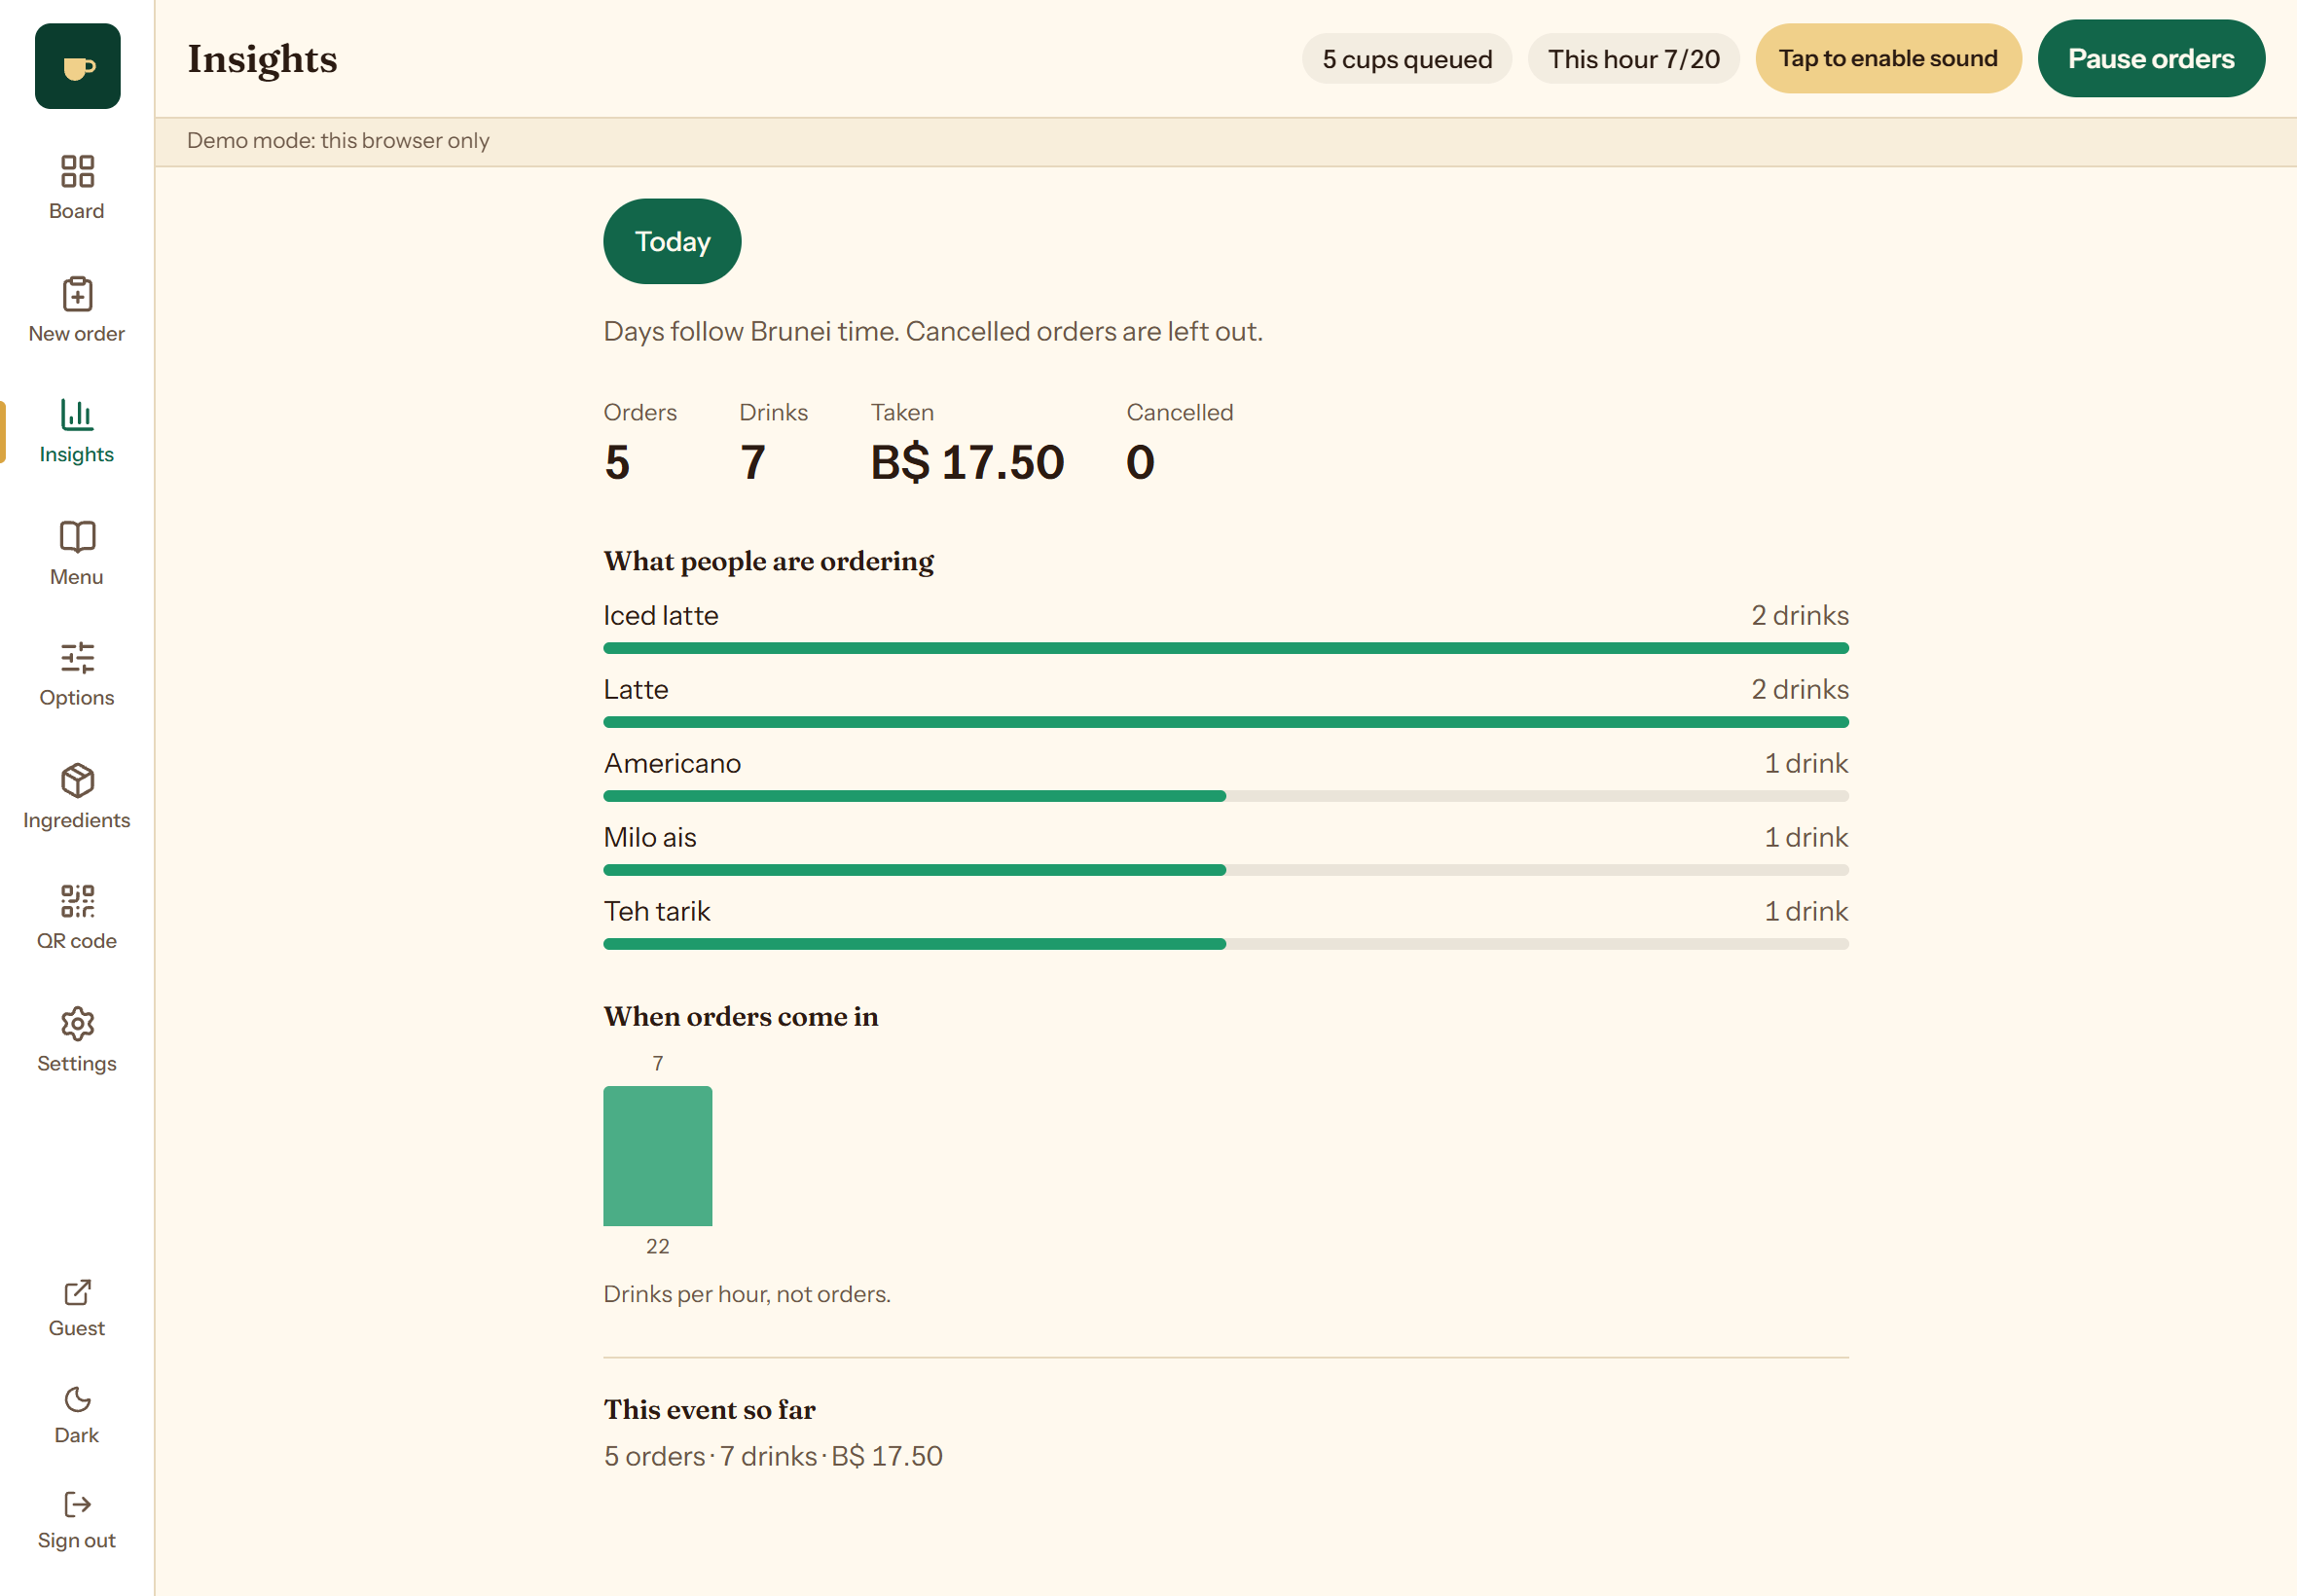 Insights
5 cups queued
This hour 7/20
Tap to enable sound
Pause orders
Demo mode: this browser only
Board
New order
Insights
Menu
Options
Ingredients
QR code
Settings
Guest
Dark
Sign out
Today
Days follow Brunei time. Cancelled orders are left out.
Orders
5
Drinks
7
Taken
B$ 17.50
Cancelled
0
What people are ordering
Iced latte
2 drinks
Latte
2 drinks
Americano
1 drink
Milo ais
1 drink
Teh tarik
1 drink
When orders come in
7
22
Drinks per hour, not orders.
This event so far
5 orders · 7 drinks · B$ 17.50